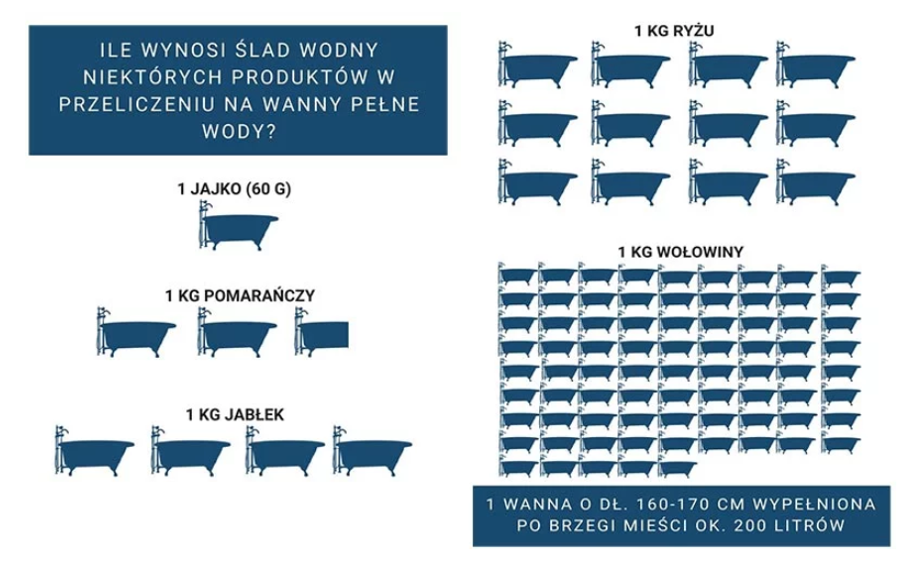 ILE WYNOSI ŚLAD WODNY
NIEKTÓRYCH PRODUKTÓW W
PRZELICZENIU NA WANNY PEŁNE
WODY?
1 JAJKO (60 G)
1 KG POMARAŃCZY
1 KG JABŁEK
1 KG RYŻU
1 KG WOŁOWINY
1 WANNA O DŁ. 160-170 CM WYPEŁNIONA
PO BRZEGI MIEŚCI OK. 200 LITRÓW